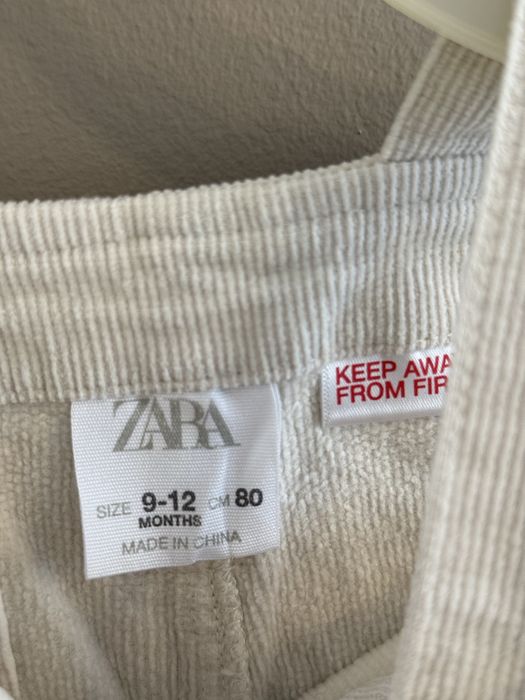 ZARA
SIZE 9-12 CM 80
MONTHS
MADE IN CHINA
KEEP AWA
FROM FIR